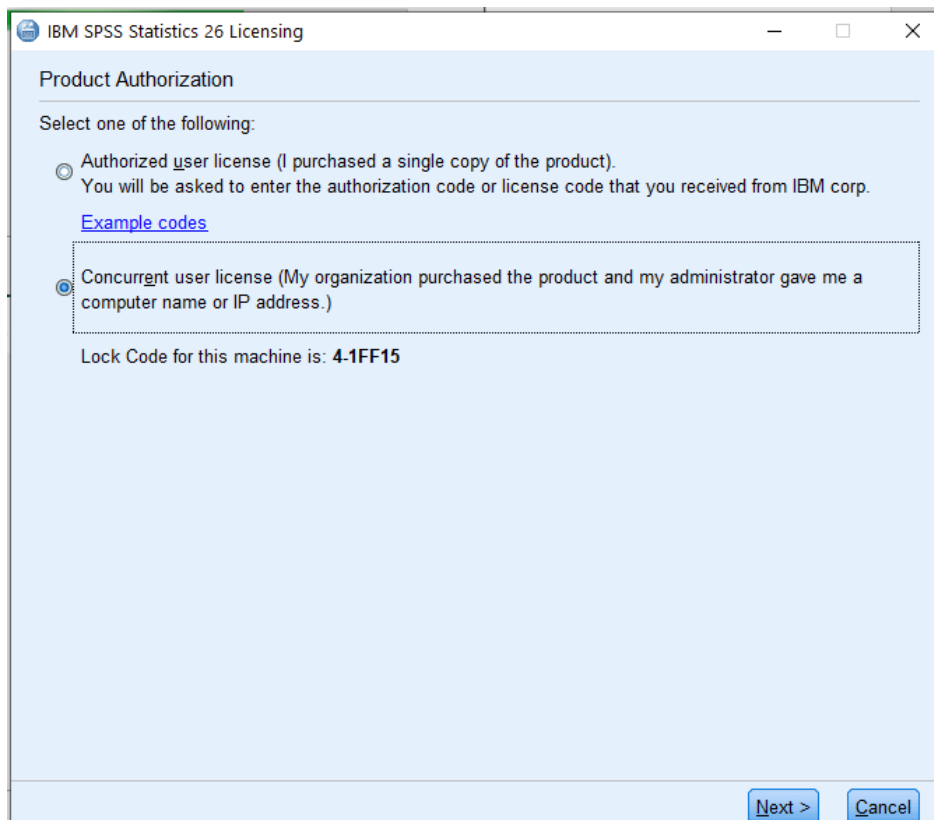 IBM SPSS Statistics 26 Licensing
Product Authorization
Select one of the following:
Authorized user license (I purchased a single copy of the product).
You will be asked to enter the authorization code or license code that you received from IBM corp.
Example codes
Concurrent user license (My organization purchased the product and my administrator gave me a
computer name or IP address.)
Lock Code for this machine is: 4-1FF15
Next >
Cancel